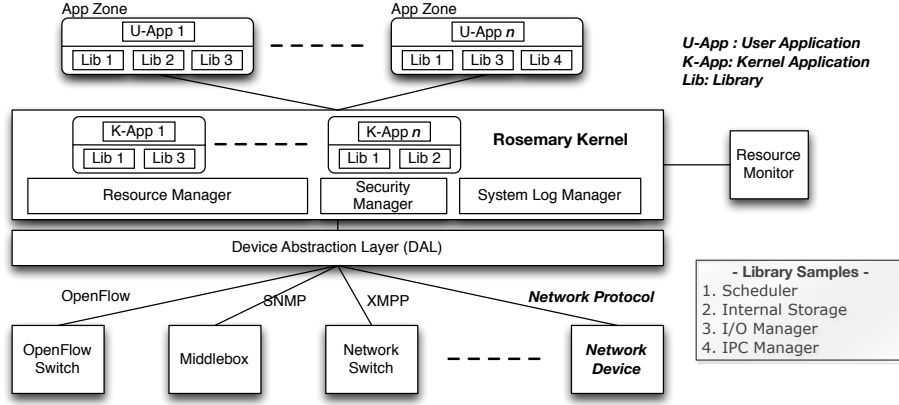 App Zone
App Zone
U-App 1
U-App n
Lib 1 Lib 2 Lib 3
Lib 1 Lib 3 Lib 4
U-App : User Application
K-App: Kernel Application
Lib: Library
K-App 1
K-App n
Rosemary Kernel
Lib 1 Lib 3
Lib 1 Lib 2
Resource Manager
Security
Manager
System Log Manager
Resource
Monitor
Device Abstraction Layer (DAL)
OpenFlow
SNMP
XMPP
Network Protocol
OpenFlow
Switch
Middlebox
Network
Switch
Network
Device
- Library Samples -
1. Scheduler
2. Internal Storage
3. I/O Manager
4. IPC Manager